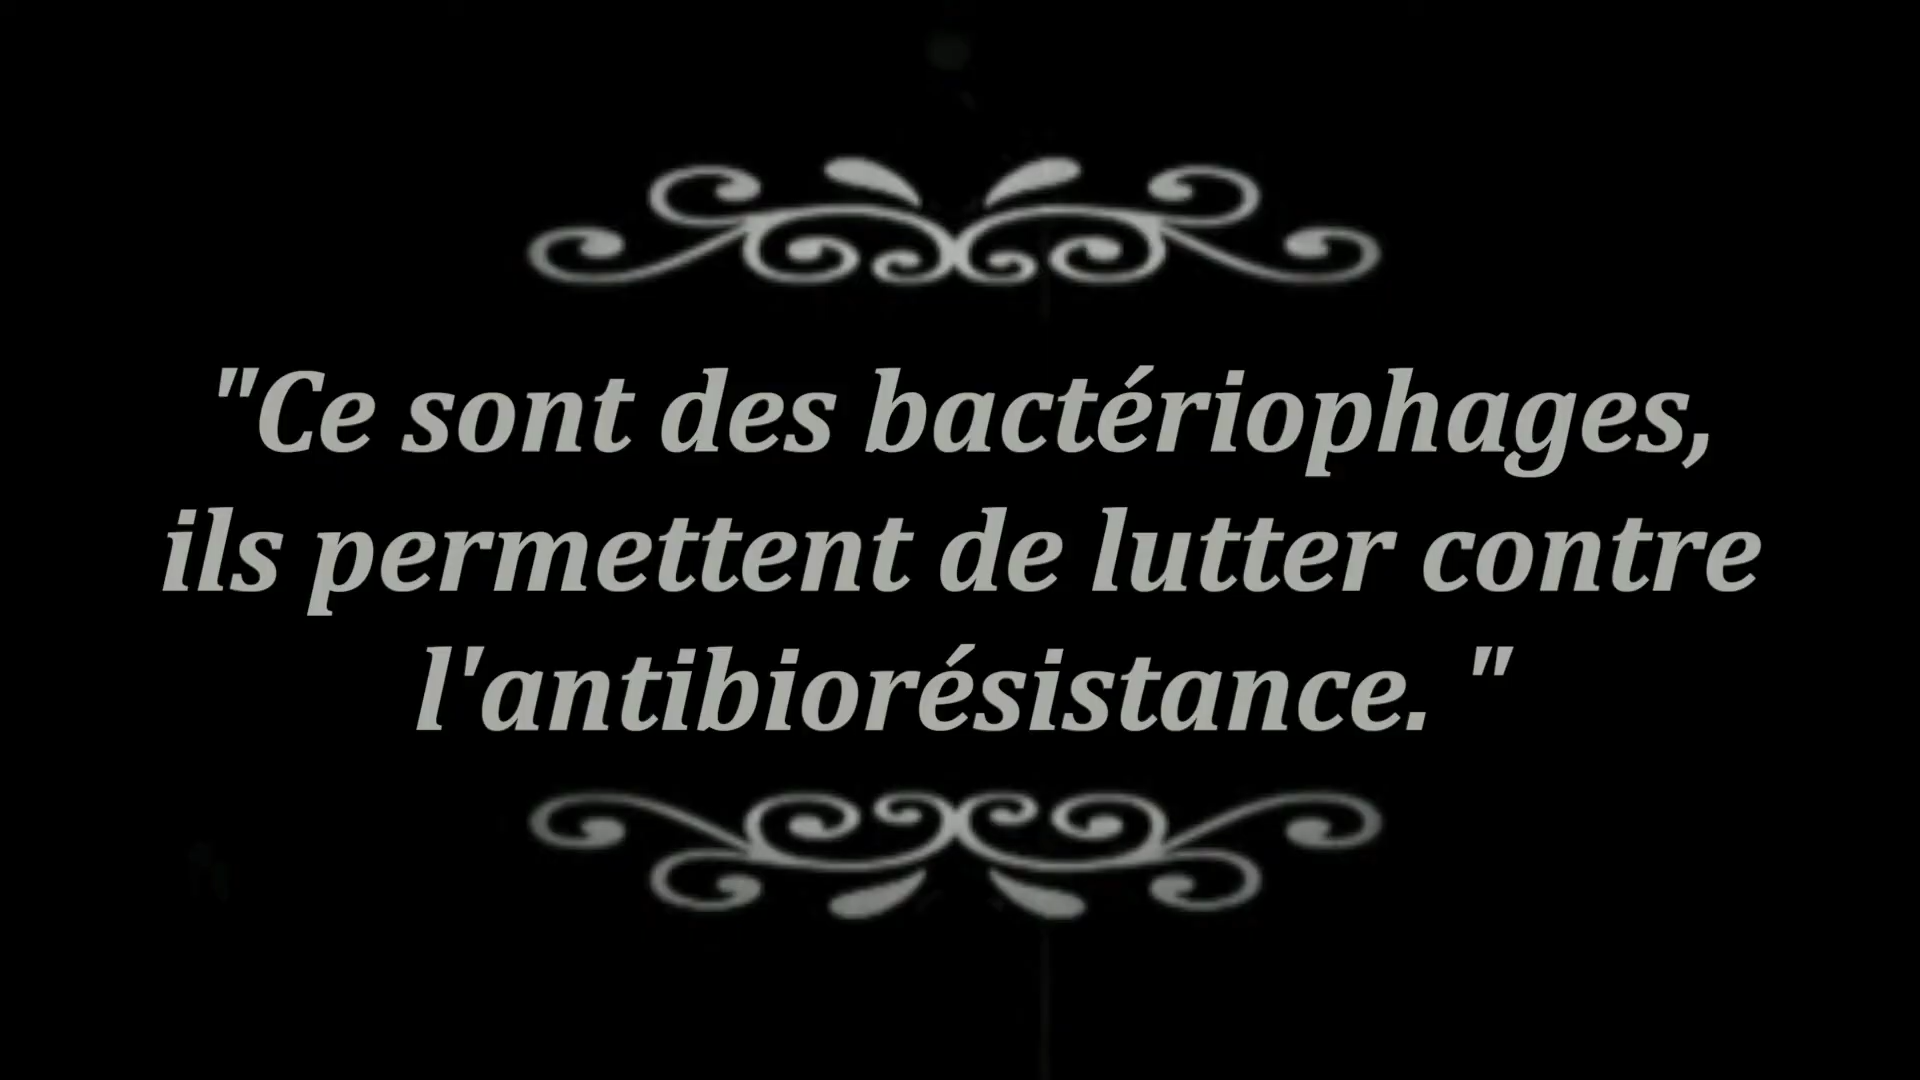 "Ce sont des bactériophages,
ils permettent de lutter contre
l'antibiorésistance. "